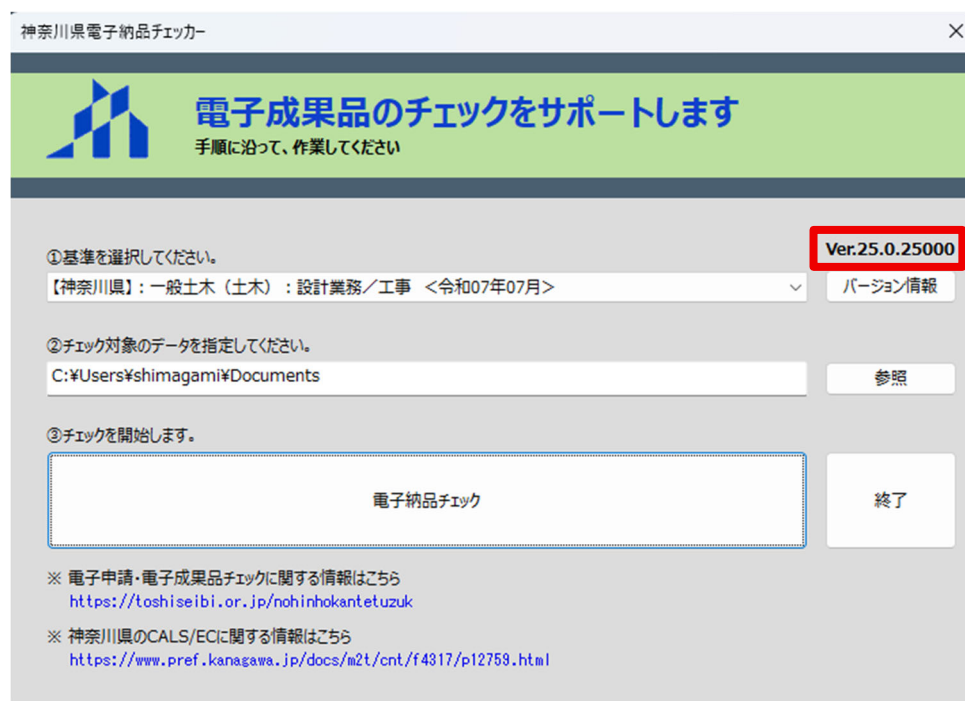 神奈川県電子納品チェッカー
電子成果品のチェックをサポートします
手順に沿って、作業してください
①基準を選択してください。
Ver.25.0.25000
【神奈川県】：一般土木（土木）：設計業務／工事 ＜令和07年07月＞
バージョン情報
②チェック対象のデータを指定してください。
C:¥Users¥shimagami¥Documents
参照
③チェックを開始します。
電子納品チェック
終了
※ 電子申請・電子成果品チェックに関する情報はこちら
https://toshiseibi.or.jp/nohinhokantetuzuk
※ 神奈川県のCALS/ECに関する情報はこちら
https://www.pref.kanagawa.jp/docs/m2t/cnt/f4317/p12759.html